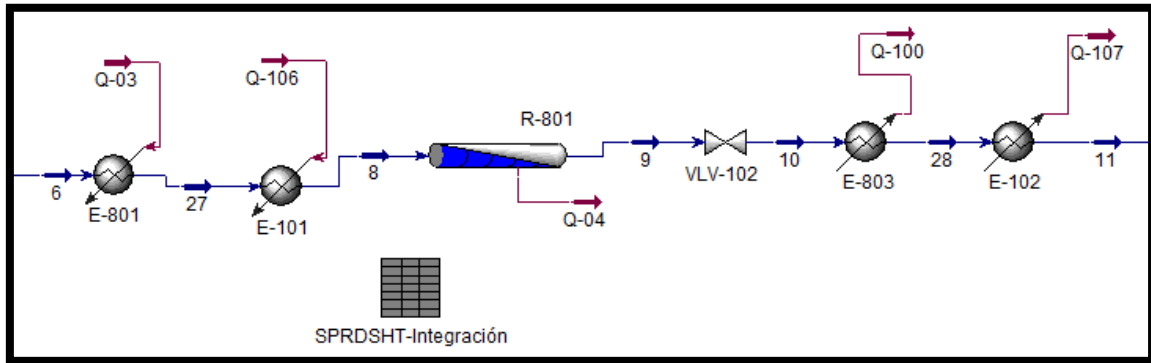 Q-03
Q-106
Q-100
Q-107
R-801
6
E-801
27
E-101
8
Q-04
9
VLV-102
10
E-803
28
E-102
11
SPRDSHT-Integración